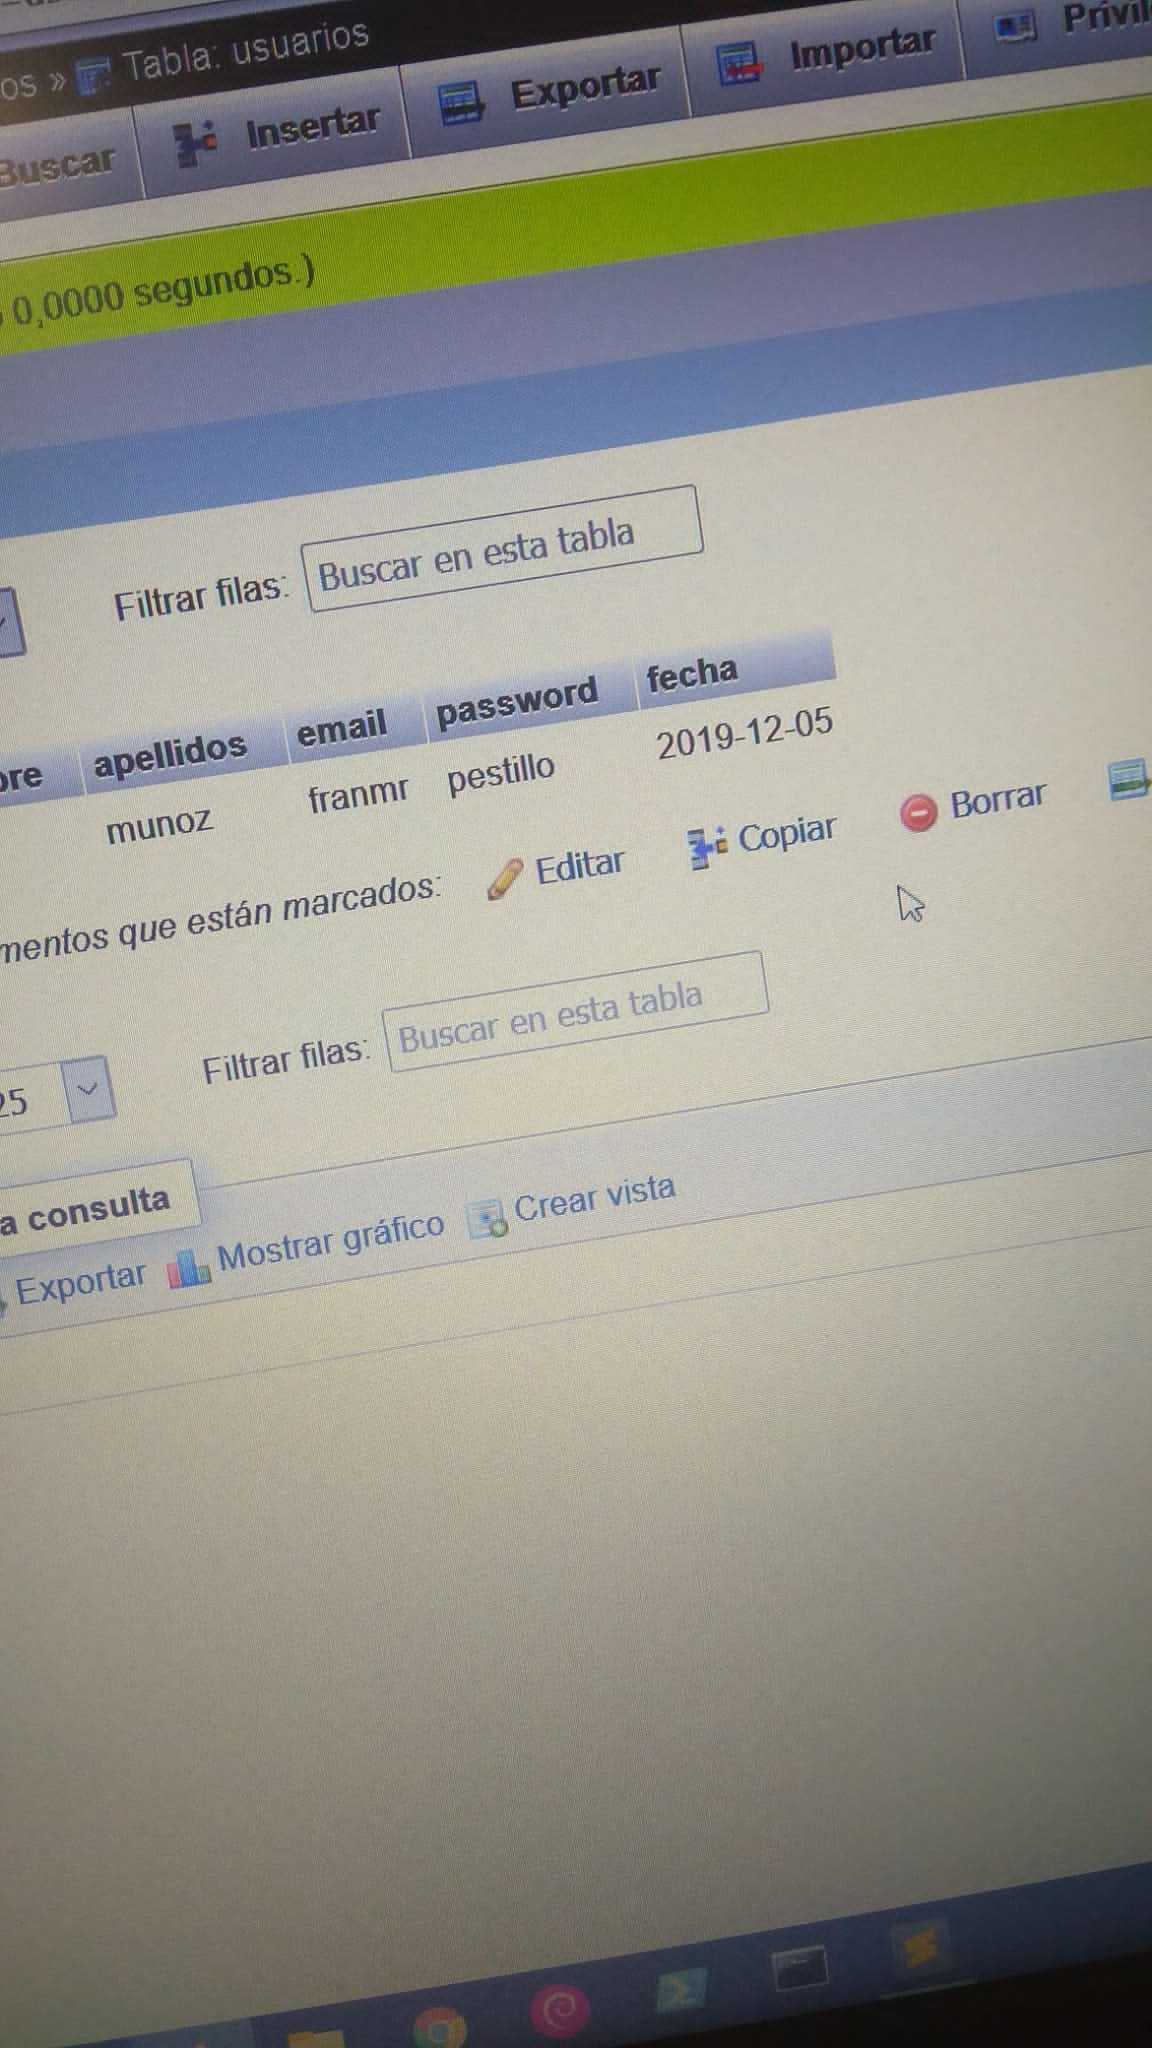 os » Tabla: usuarios
Buscar Insertar Exportar Importar Privil
0,0000 segundos.)
Filtrar filas: Buscar en esta tabla
bre apellidos email password fecha
munoz franmr pestillo 2019-12-05
mentos que están marcados: Editar Copiar Borrar
25 Filtrar filas: Buscar en esta tabla
a consulta
Exportar Mostrar gráfico Crear vista